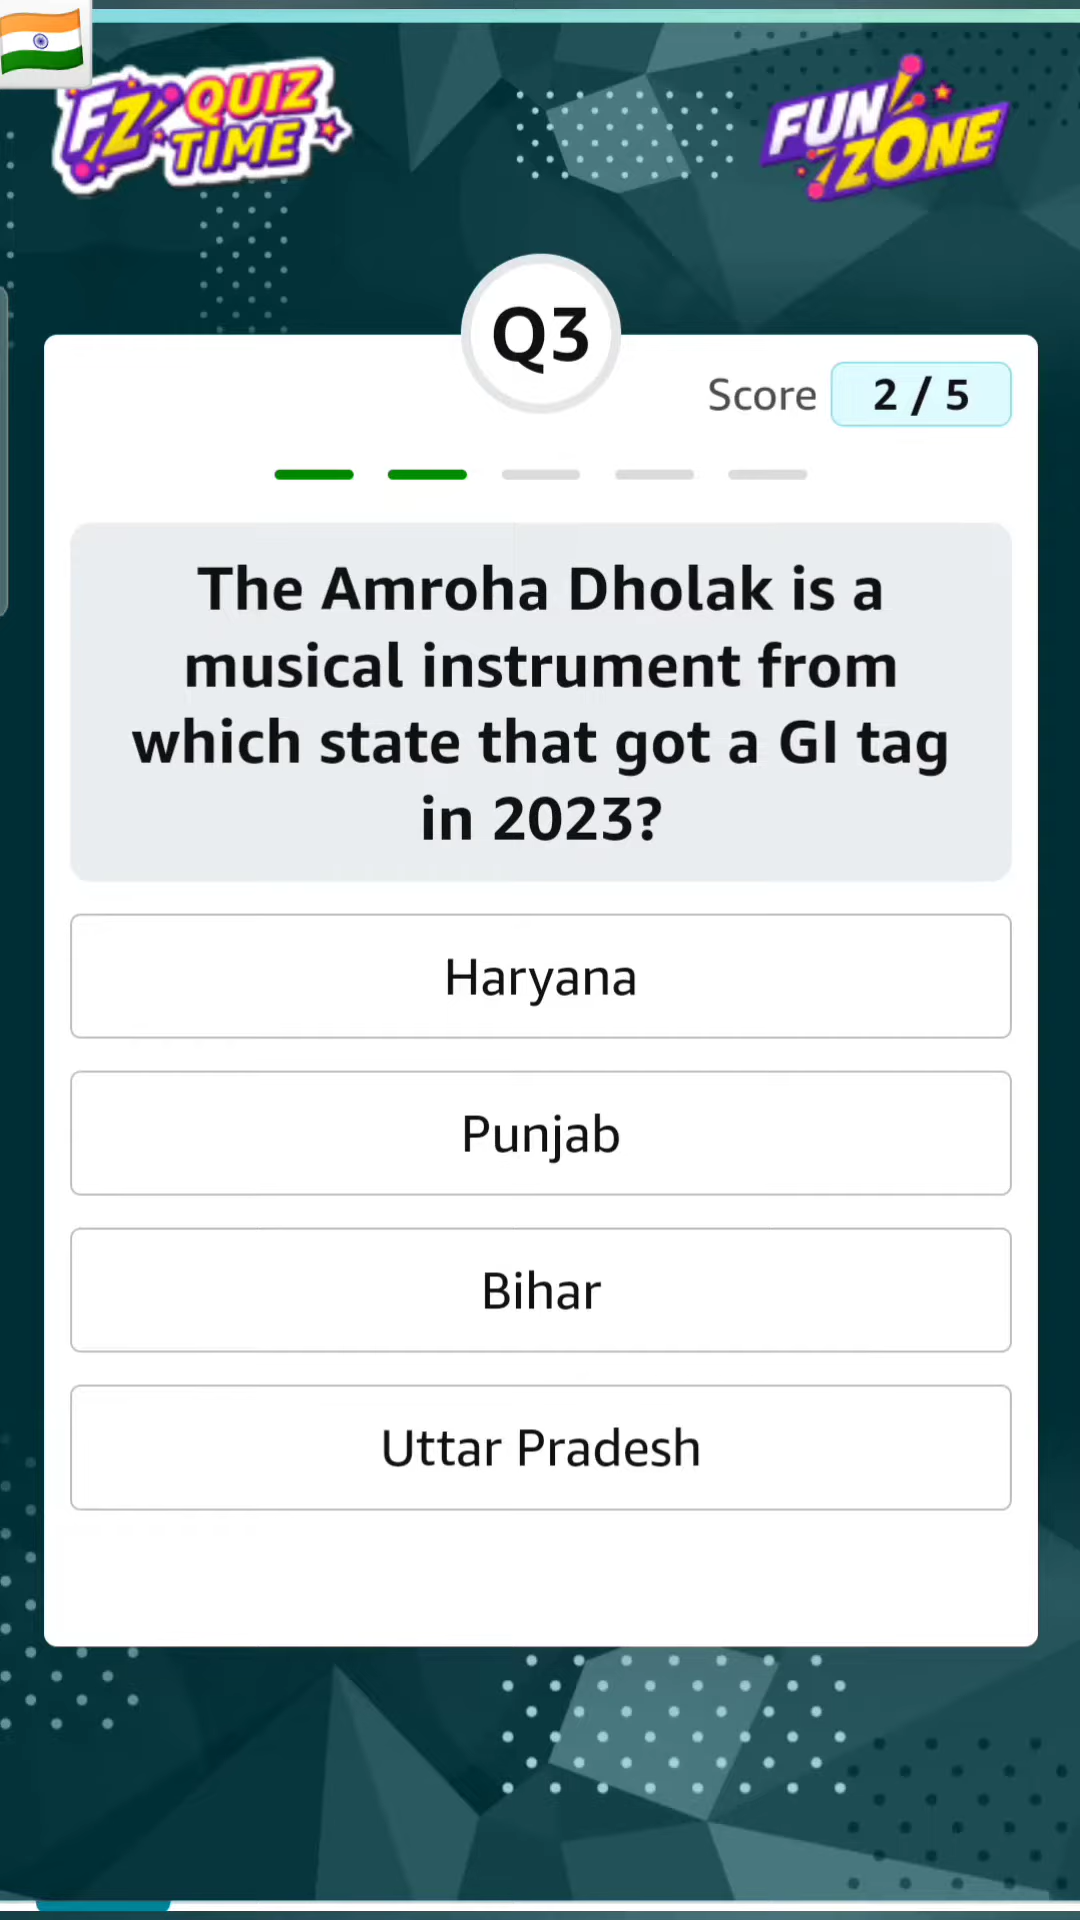 FZ QUIZ
TIME
FUN
ZONE
Q3
Score 2 / 5
The Amroha Dholak is a
musical instrument from
which state that got a GI tag
in 2023?
Haryana
Punjab
Bihar
Uttar Pradesh